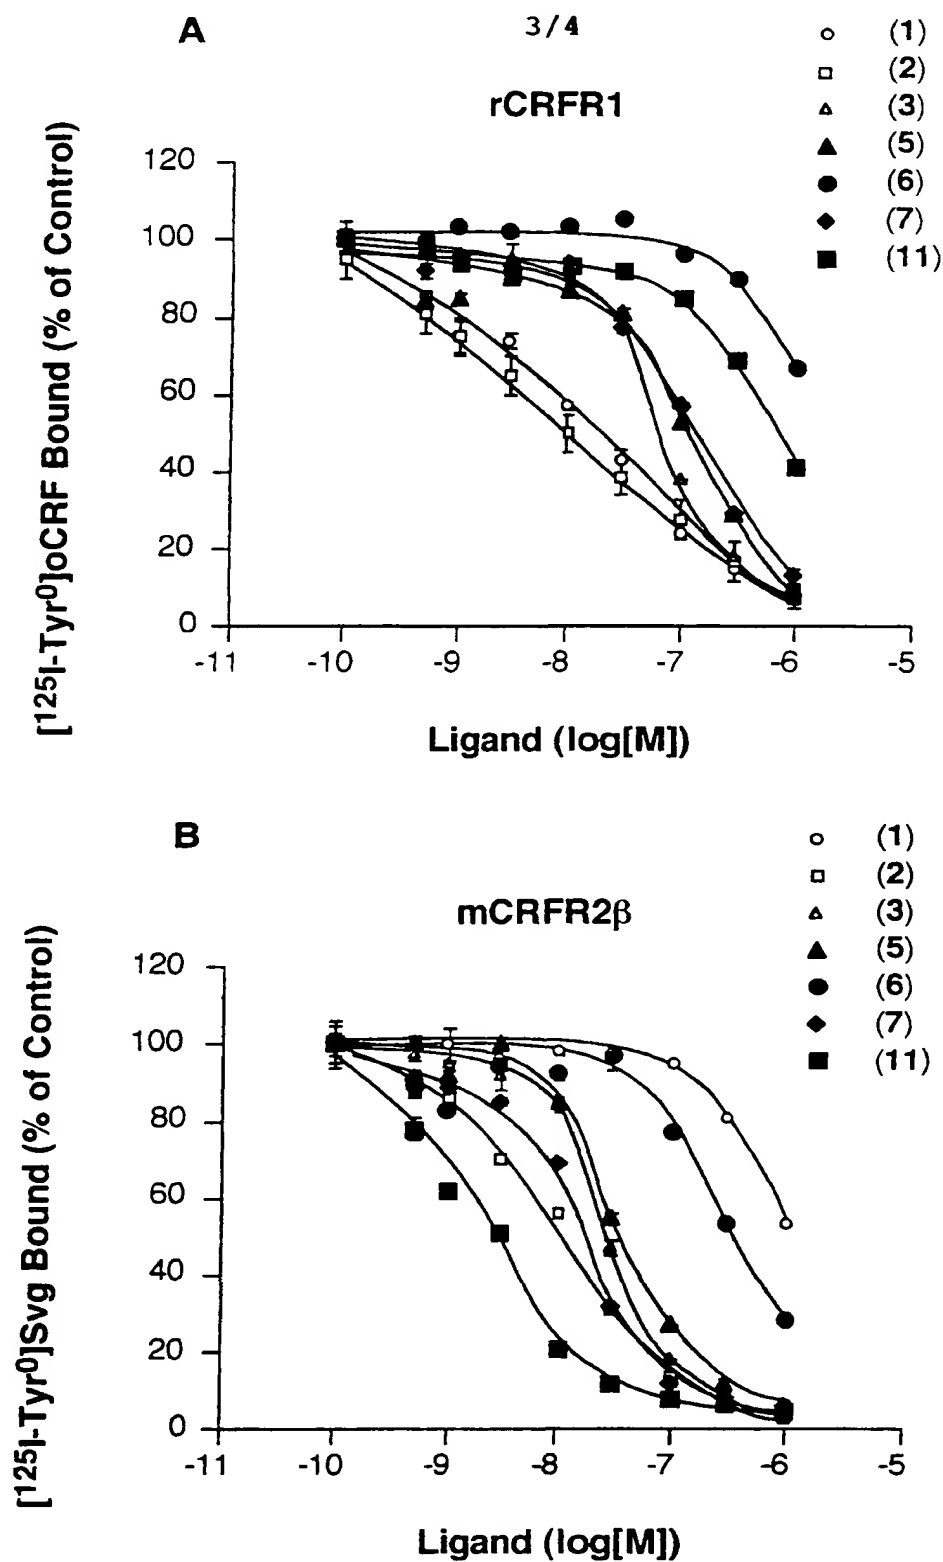 3/4
A
rCRFR1
(1)
(2)
(3)
(5)
(6)
(7)
(11)
[¹²⁵I-Tyr⁰]oCRF Bound (% of Control)
120
100
80
60
40
20
0
-11 -10 -9 -8 -7 -6 -5
Ligand (log[M])
B
mCRFR2β
(1)
(2)
(3)
(5)
(6)
(7)
(11)
[¹²⁵I-Tyr⁰]Svg Bound (% of Control)
120
100
80
60
40
20
0
-11 -10 -9 -8 -7 -6 -5
Ligand (log[M])